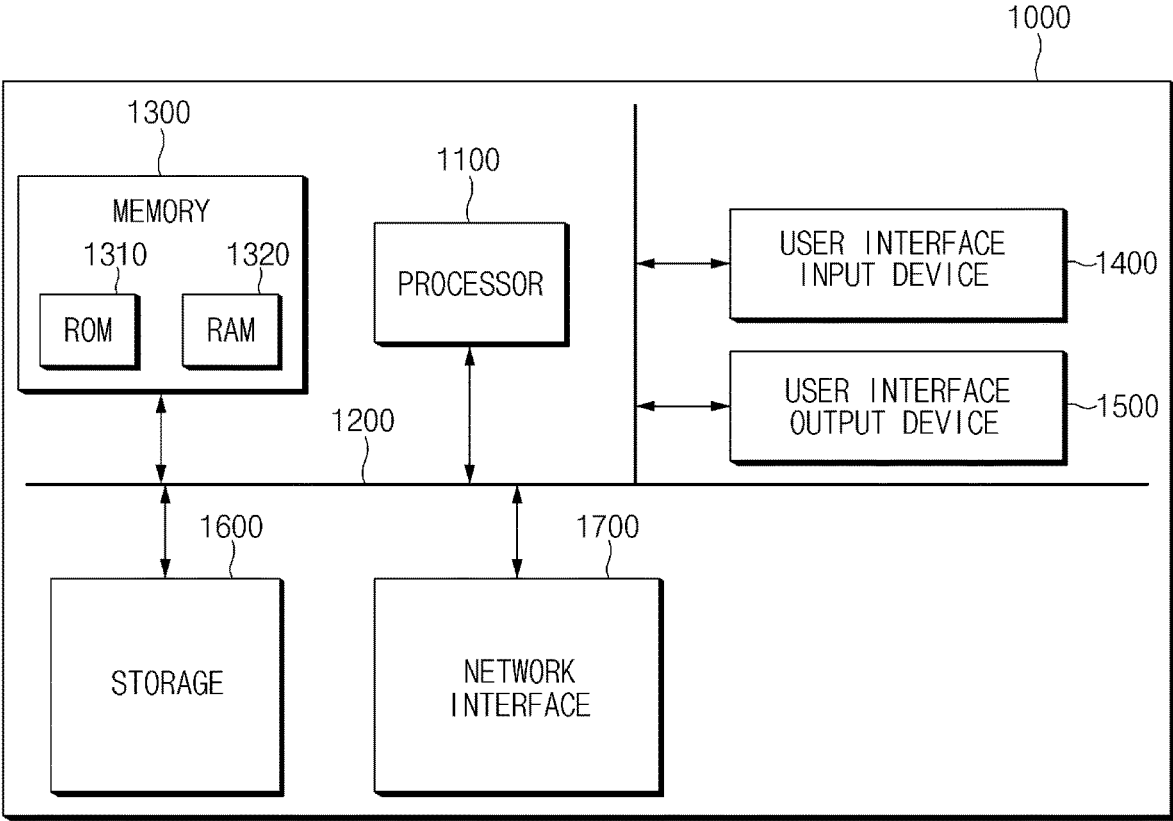 1000
1300
MEMORY
1310
1320
ROM
RAM
1100
PROCESSOR
USER INTERFACE
INPUT DEVICE
1400
USER INTERFACE
OUTPUT DEVICE
1500
1200
1600
STORAGE
1700
NETWORK
INTERFACE